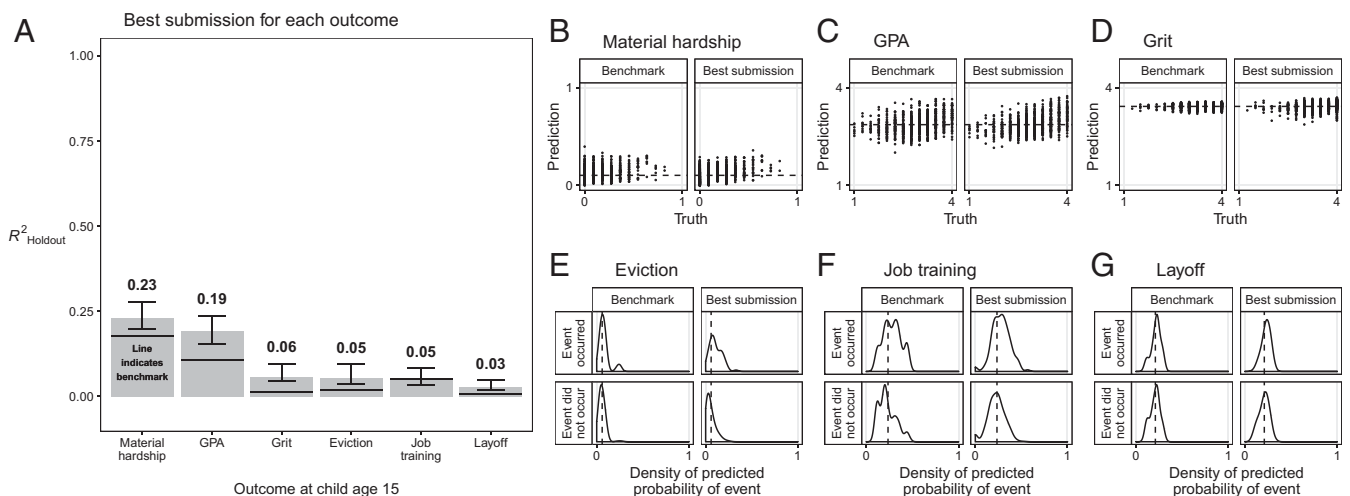 A
Best submission for each outcome
R²Holdout
1.00
0.75
0.50
0.25
0.00
0.23
0.19
0.06
0.05
0.05
0.03
Line
indicates
benchmark
Material
hardship
GPA
Grit
Eviction
Job
training
Layoff
Outcome at child age 15
B
Material hardship
Benchmark
Best submission
Prediction
1
0
0
1
0
1
Truth
C
GPA
Benchmark
Best submission
Prediction
4
1
1
4
1
4
Truth
D
Grit
Benchmark
Best submission
Prediction
4
1
1
4
1
4
Truth
E
Eviction
Benchmark
Best submission
Event
occurred
Event did
not occur
0
1
0
1
Density of predicted
probability of event
F
Job training
Benchmark
Best submission
Event
occurred
Event did
not occur
0
1
0
1
Density of predicted
probability of event
G
Layoff
Benchmark
Best submission
Event
occurred
Event did
not occur
0
1
0
1
Density of predicted
probability of event